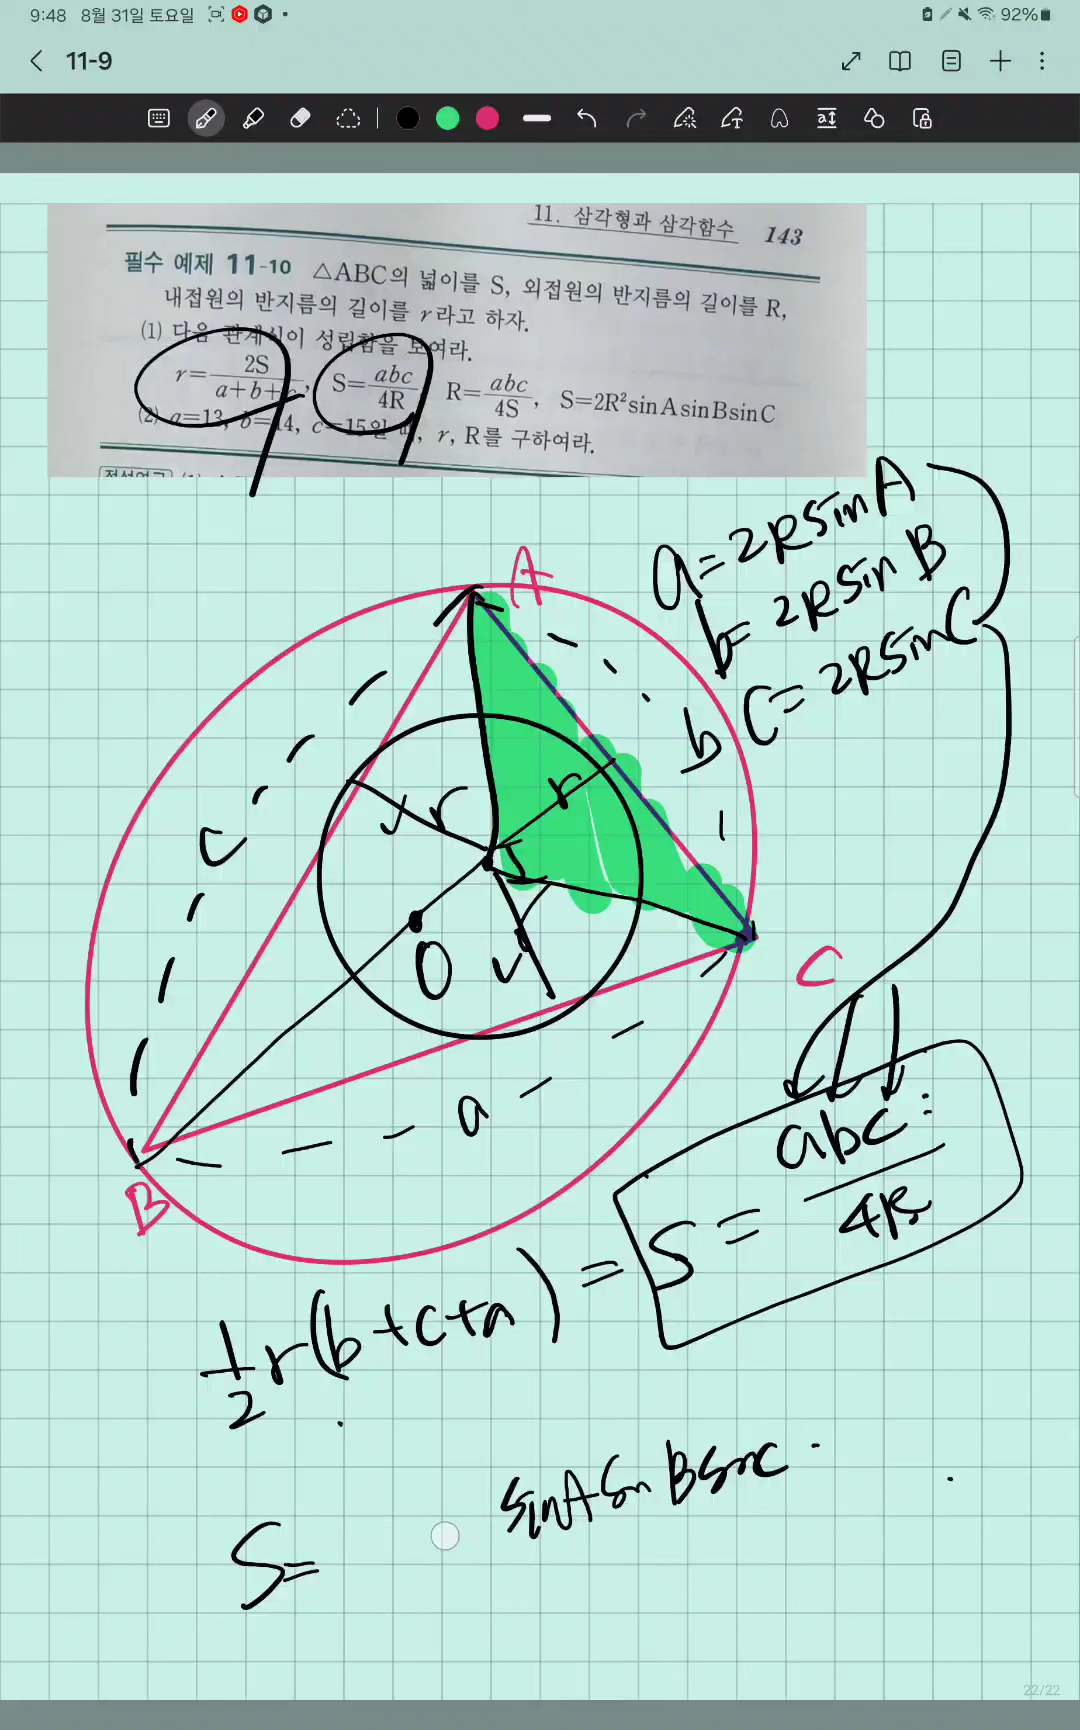 9:48 8월 31일 토요일
92%
11-9
11. 삼각형과 삼각함수 143
필수 예제 11-10 △ABC의 넓이를 S, 외접원의 반지름의 길이를 R,
내접원의 반지름의 길이를 r라고 하자.
(1) 다음 관계식이 성립함을 보여라.
r=2S/(a+b+c), S=abc/4R R=abc/4S, S=2R²sinAsinBsinC
(2) a=13, b=14, c=15일 때, r, R를 구하여라.
a=2RsinA
b=2RsinB
C=2RsinC
A
b
c
r
r
r
O
C
a
B
1/2 r(b+c+a) = S = abc/4R
sinAsinBsinC
S=
22/22